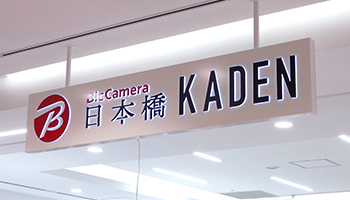 B
BicCamera
日本橋 KADEN